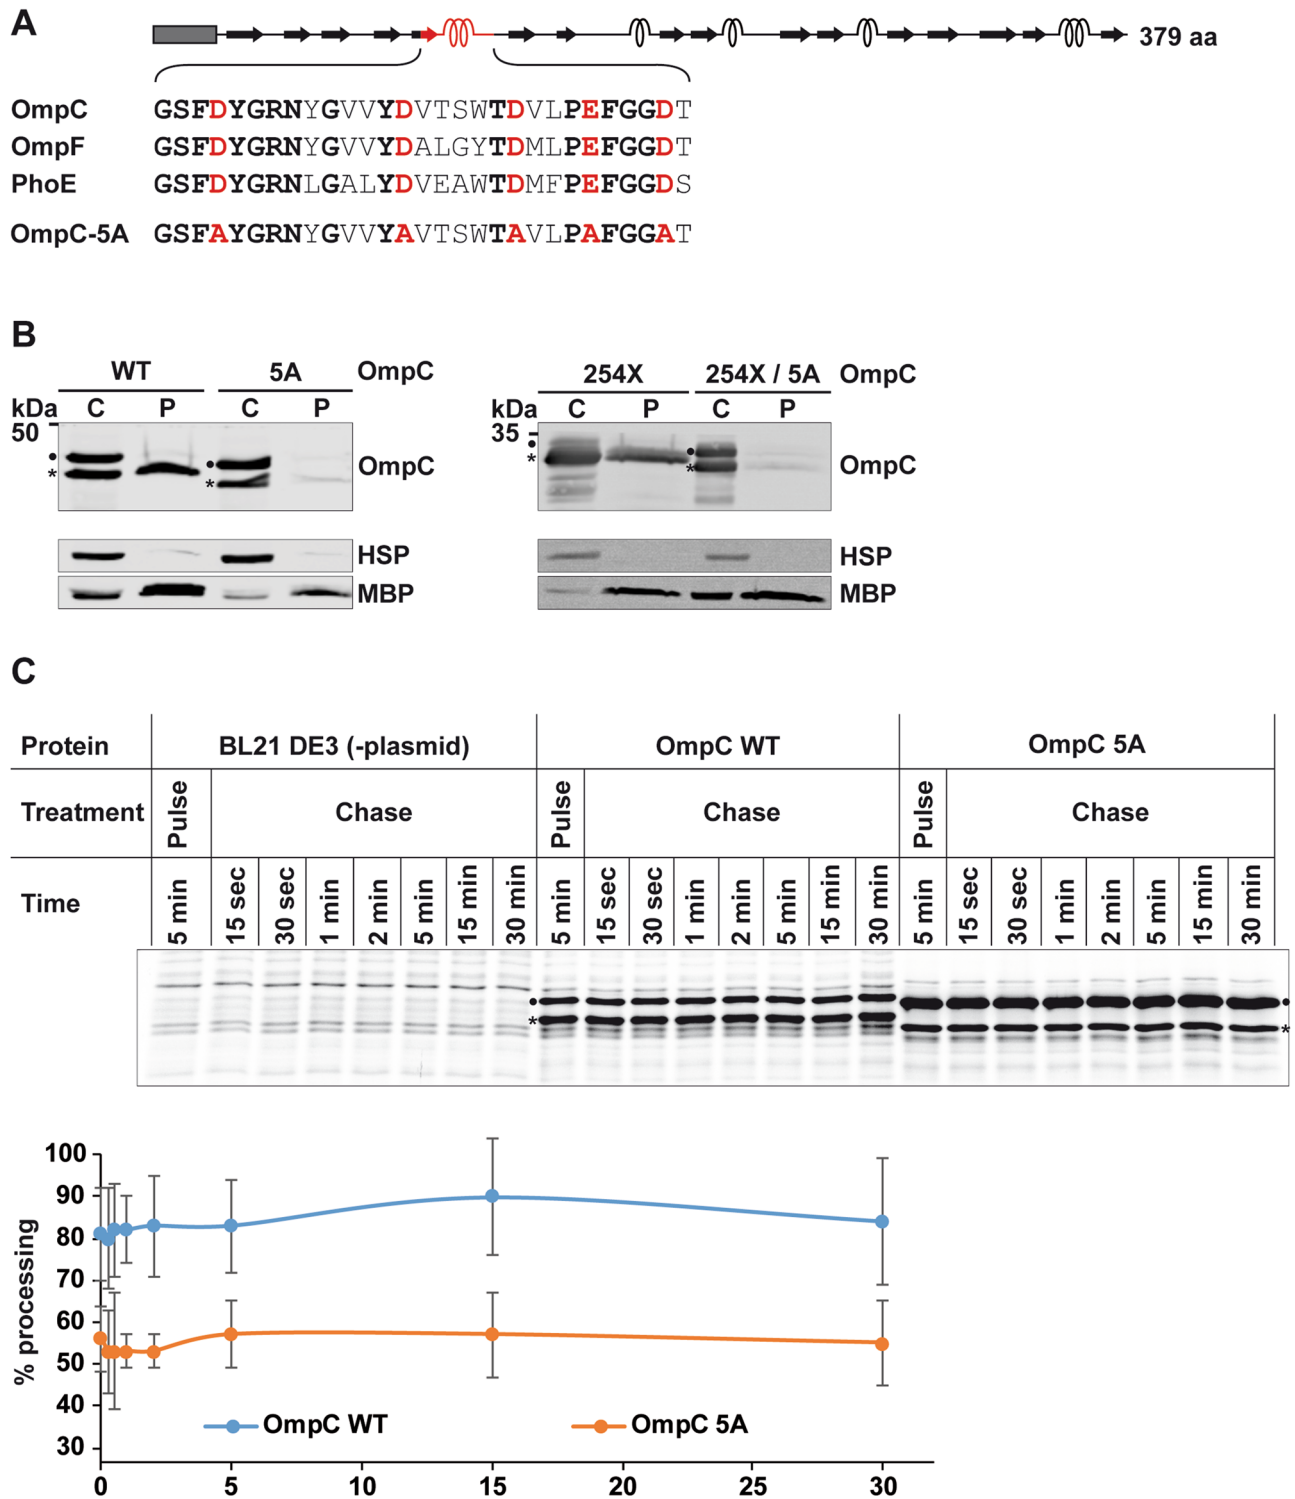 A
379 aa
OmpC GSFDYGRNYGVVYDVTSWTDVLPEFGGDT
OmpF GSFDYGRNYGVVYDALGYTDMLPEFGGDT
PhoE GSFDYGRNLGALYDVEAWTDMFPEFGGDS
OmpC-5A GSFAYGRNYGVVYAVTSWTAVLPAFGGAT
B
WT 5A OmpC
kDa C P C P
50
• * • *
OmpC
HSP
MBP
254X 254X / 5A OmpC
kDa C P C P
35
• * • *
OmpC
HSP
MBP
C
Protein BL21 DE3 (-plasmid) OmpC WT OmpC 5A
Treatment Pulse Chase Pulse Chase Pulse Chase
Time 5 min 15 sec 30 sec 1 min 2 min 5 min 15 min 30 min 5 min 15 sec 30 sec 1 min 2 min 5 min 15 min 30 min 5 min 15 sec 30 sec 1 min 2 min 5 min 15 min 30 min
• •
* *
% processing
100
90
80
70
60
50
40
30
OmpC WT OmpC 5A
0 5 10 15 20 25 30